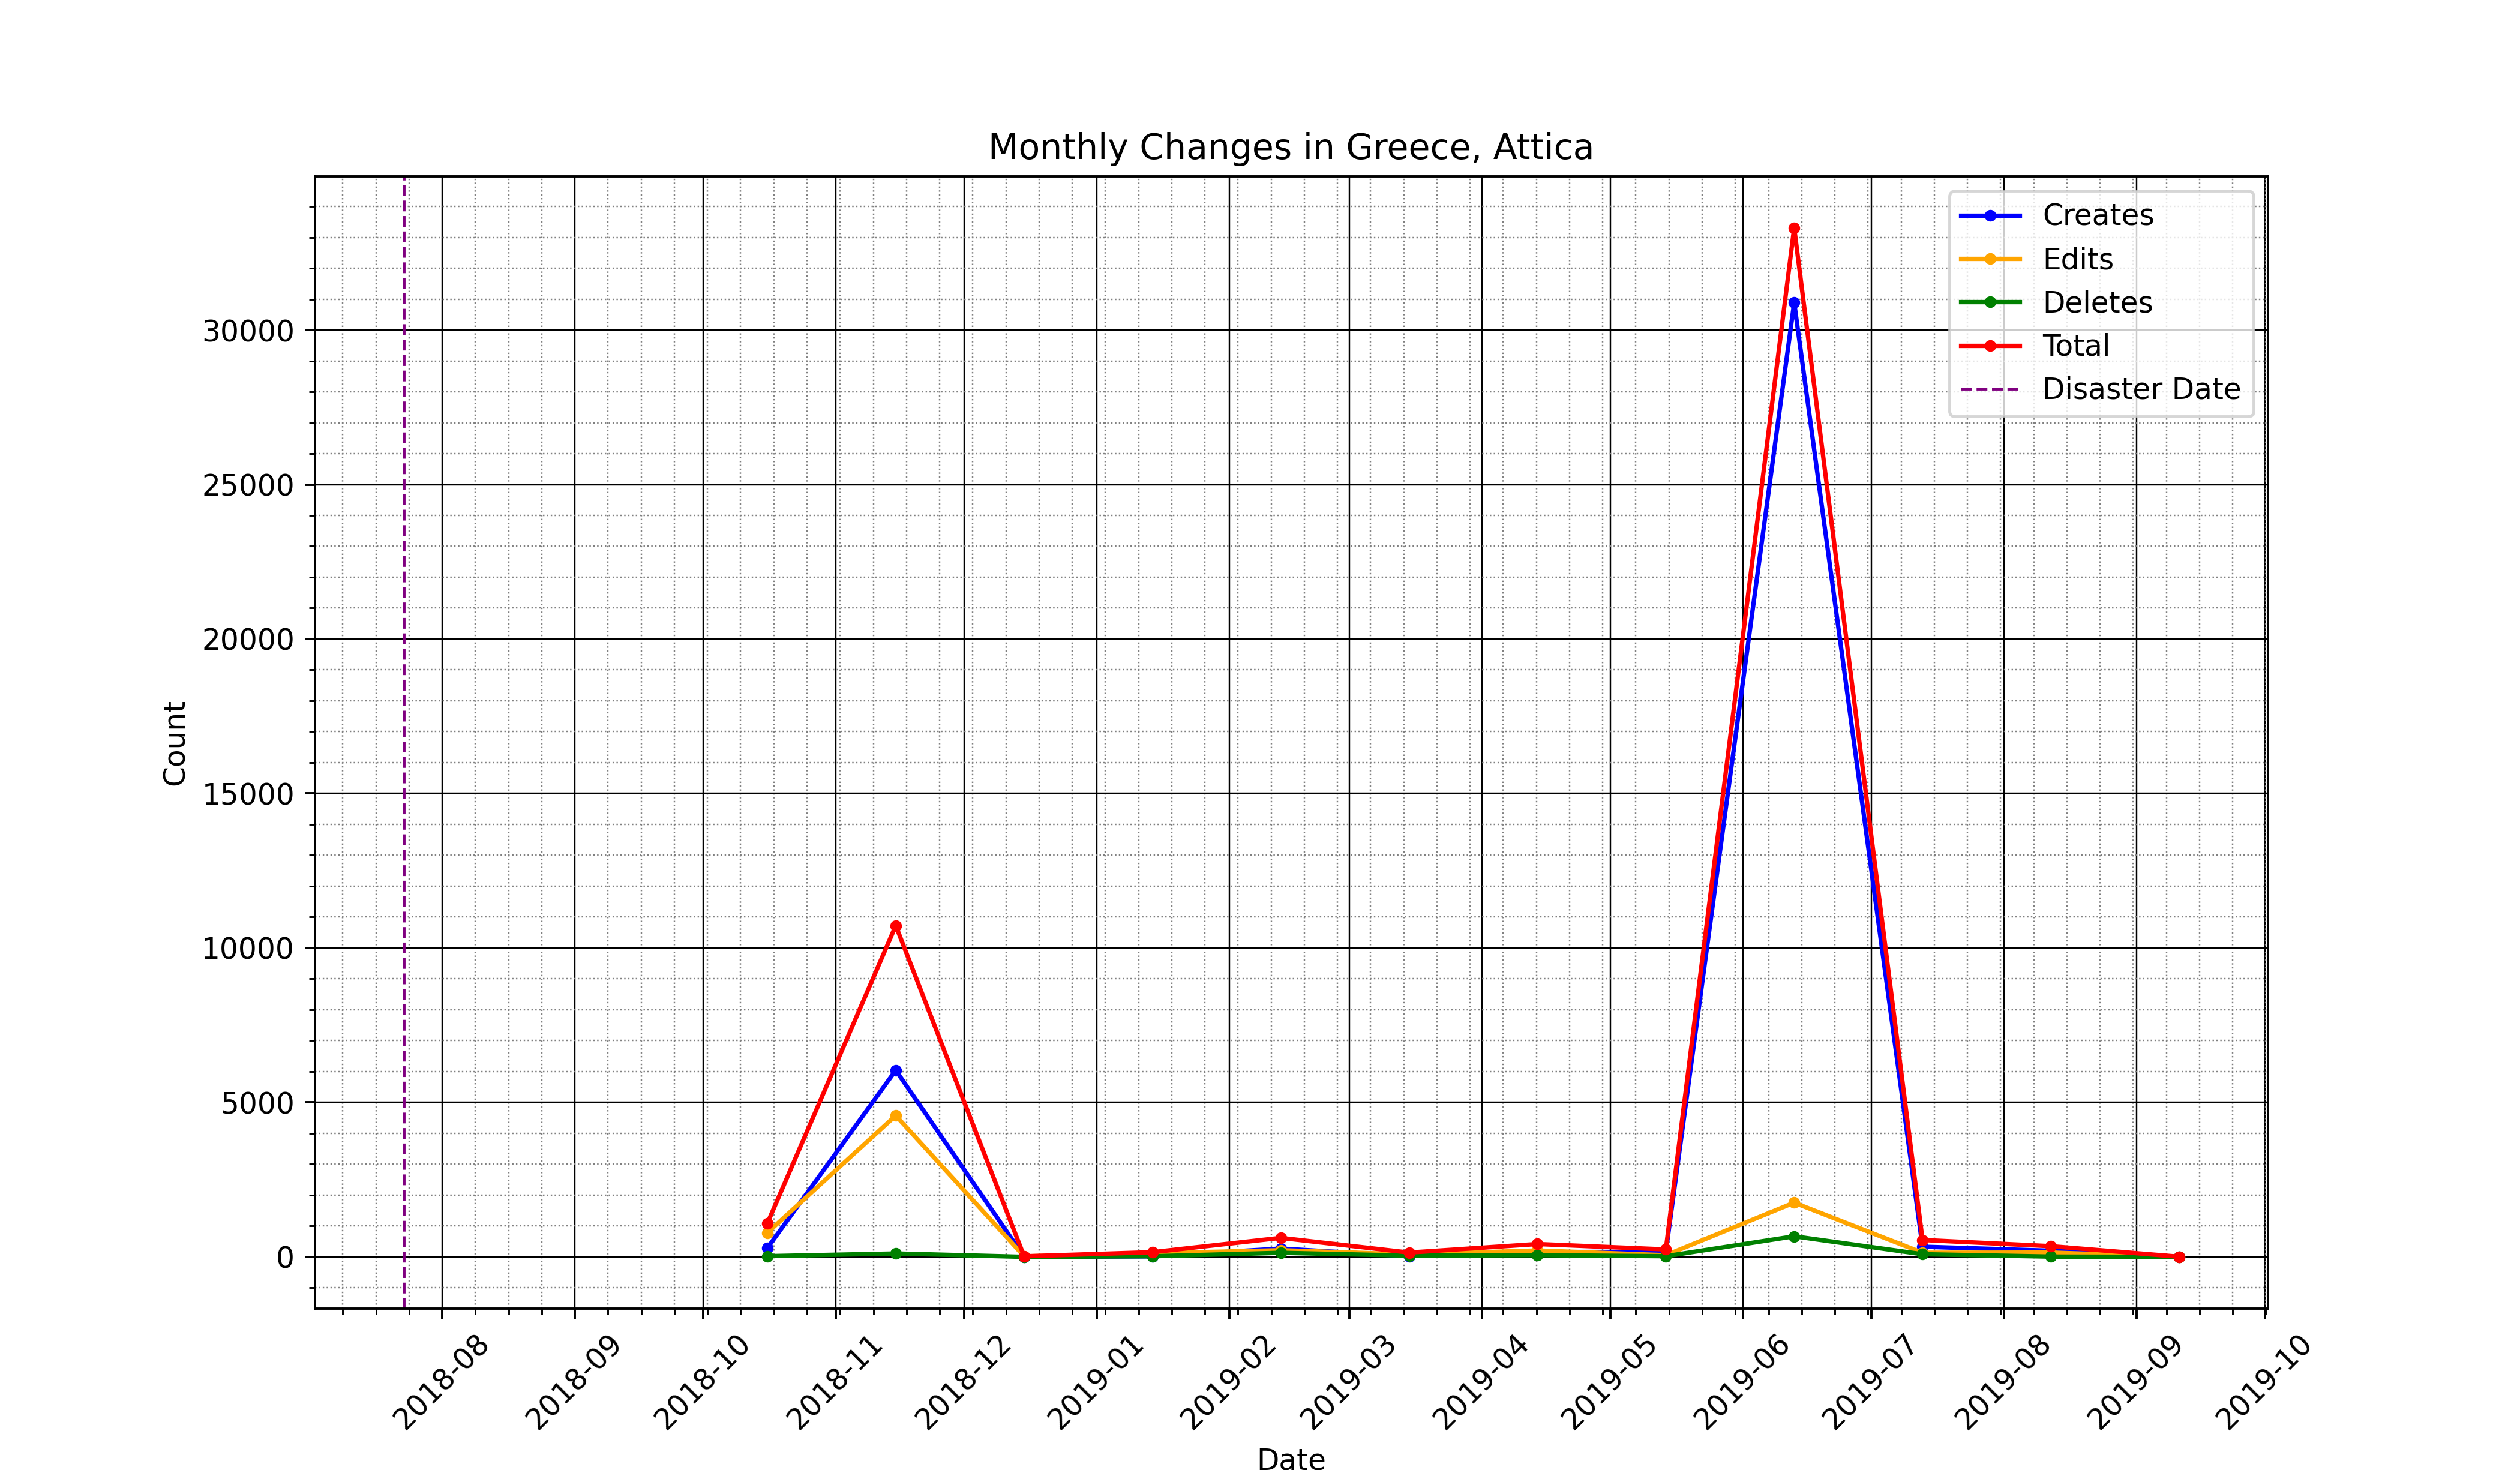 Monthly Changes in Greece, Attica
Creates
Edits
Deletes
Total
Disaster Date
Count
30000
25000
20000
15000
10000
5000
0
2018-08
2018-09
2018-10
2018-11
2018-12
2019-01
2019-02
2019-03
2019-04
2019-05
2019-06
2019-07
2019-08
2019-09
2019-10
Date